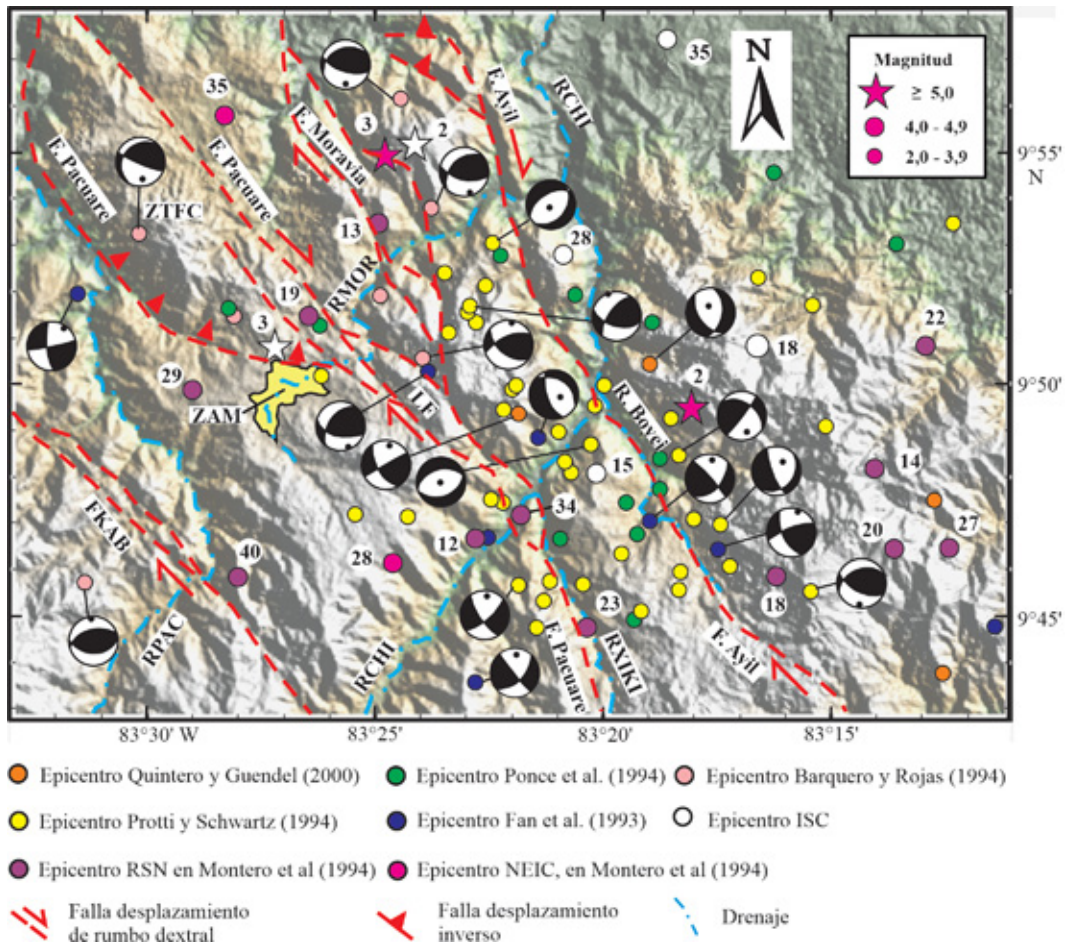 35
N
Magnitud
≥ 5,0
4,0 - 4,9
2,0 - 3,9
35
3
2
F. Ayil
RCHI
F. Moravia
F. Pacuare
F. Pacuare
ZTFC
9°55'
N
13
28
RMOR
19
3
18
22
29
ZAM
LF
R. Boyei
2
9°50'
15
14
FKAB
34
12
28
40
20
27
18
23
RPAC
RCHI
F. Pacuare
RXIKI
F. Ayil
9°45'
83°30' W
83°25'
83°20'
83°15'
Epicentro Quintero y Guendel (2000)
Epicentro Ponce et al. (1994)
Epicentro Barquero y Rojas (1994)
Epicentro Protti y Schwartz (1994)
Epicentro Fan et al. (1993)
Epicentro ISC
Epicentro RSN en Montero et al (1994)
Epicentro NEIC, en Montero et al (1994)
Falla desplazamiento
de rumbo dextral
Falla desplazamiento
inverso
Drenaje